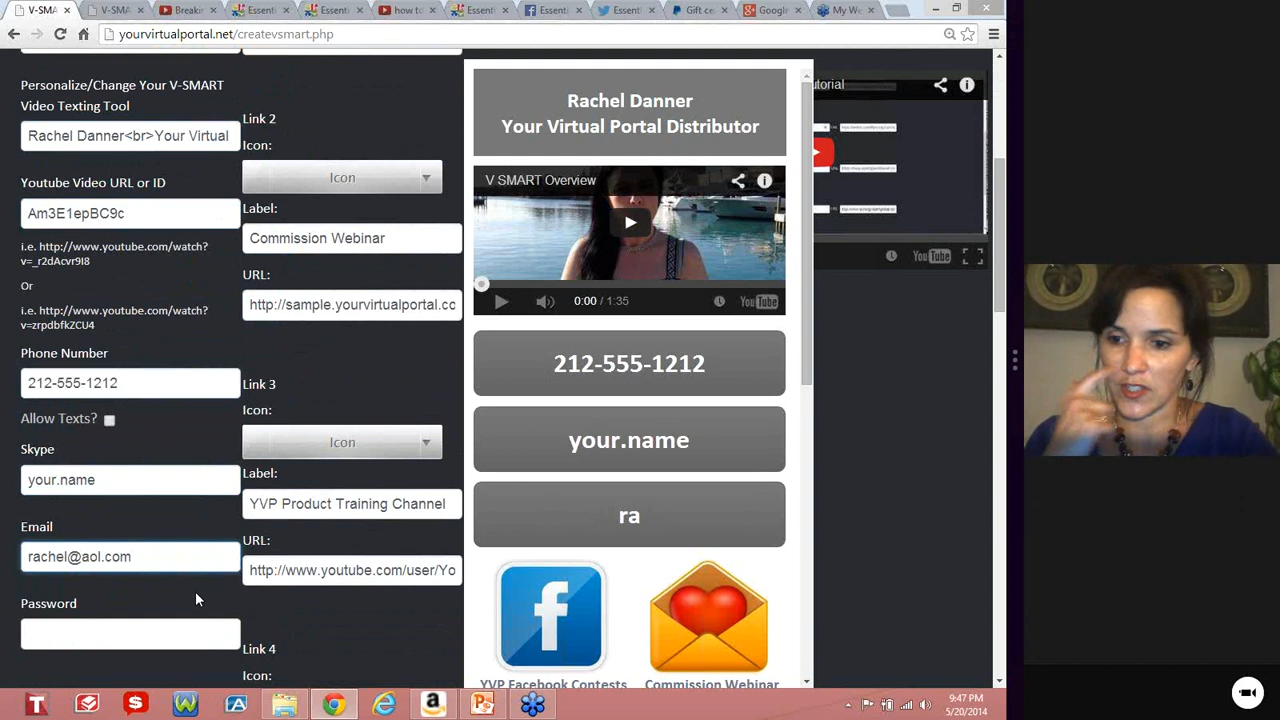 V-SMA
V-SMA
Breakin
Essenti
Essenti
how to
Essenti
Essenti
Essenti
Gift ce
Googl
My We
yourvirtualportal.net/createvsmart.php
Personalize/Change Your V-SMART
Video Texting Tool
Rachel Danner<br>Your Virtual
Youtube Video URL or ID
Am3E1epBC9c
i.e. http://www.youtube.com/watch?
v=_r2dAcvr9I8
Or
i.e. http://www.youtube.com/watch?
v=zrpdbfkZCU4
Phone Number
212-555-1212
Allow Texts?
Skype
your.name
Email
rachel@aol.com
Password
Link 2
Icon:
Icon
Label:
Commission Webinar
URL:
http://sample.yourvirtualportal.co
Link 3
Icon:
Icon
Label:
YVP Product Training Channel
URL:
http://www.youtube.com/user/Yo
Link 4
Icon:
Rachel Danner
Your Virtual Portal Distributor
V SMART Overview
0:00 / 1:35
YouTube
212-555-1212
your.name
ra
YVP Facebook Contests
Commission Webinar
utorial
YouTube
9:47 PM
5/20/2014